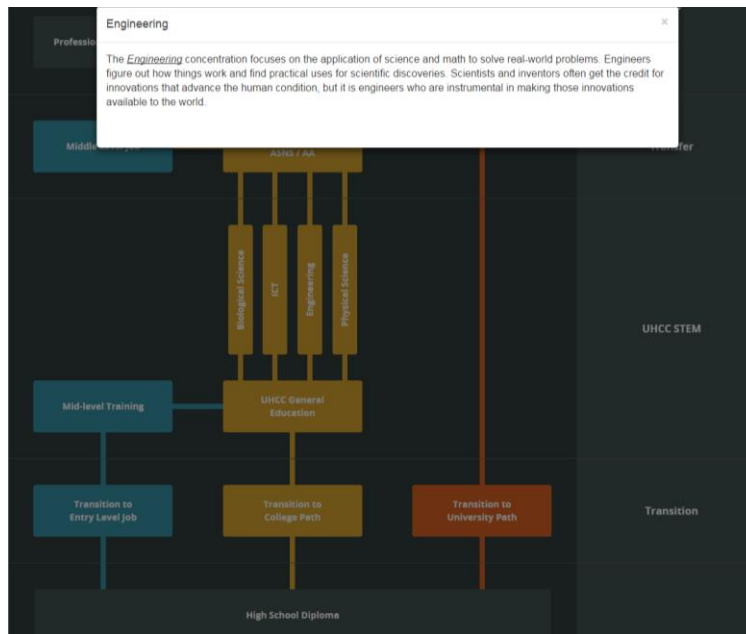 Engineering ×
The Engineering concentration focuses on the application of science and math to solve real-world problems. Engineers
figure out how things work and find practical uses for scientific discoveries. Scientists and inventors often get the credit for
innovations that advance the human condition, but it is engineers who are instrumental in making those innovations
available to the world.
ASNS / AA
Biological Science
ICT
Engineering
Physical Science
UHCC STEM
Mid-level Training
UHCC General
Education
Transition to
Entry Level Job
Transition to
College Path
Transition to
University Path
Transition
High School Diploma